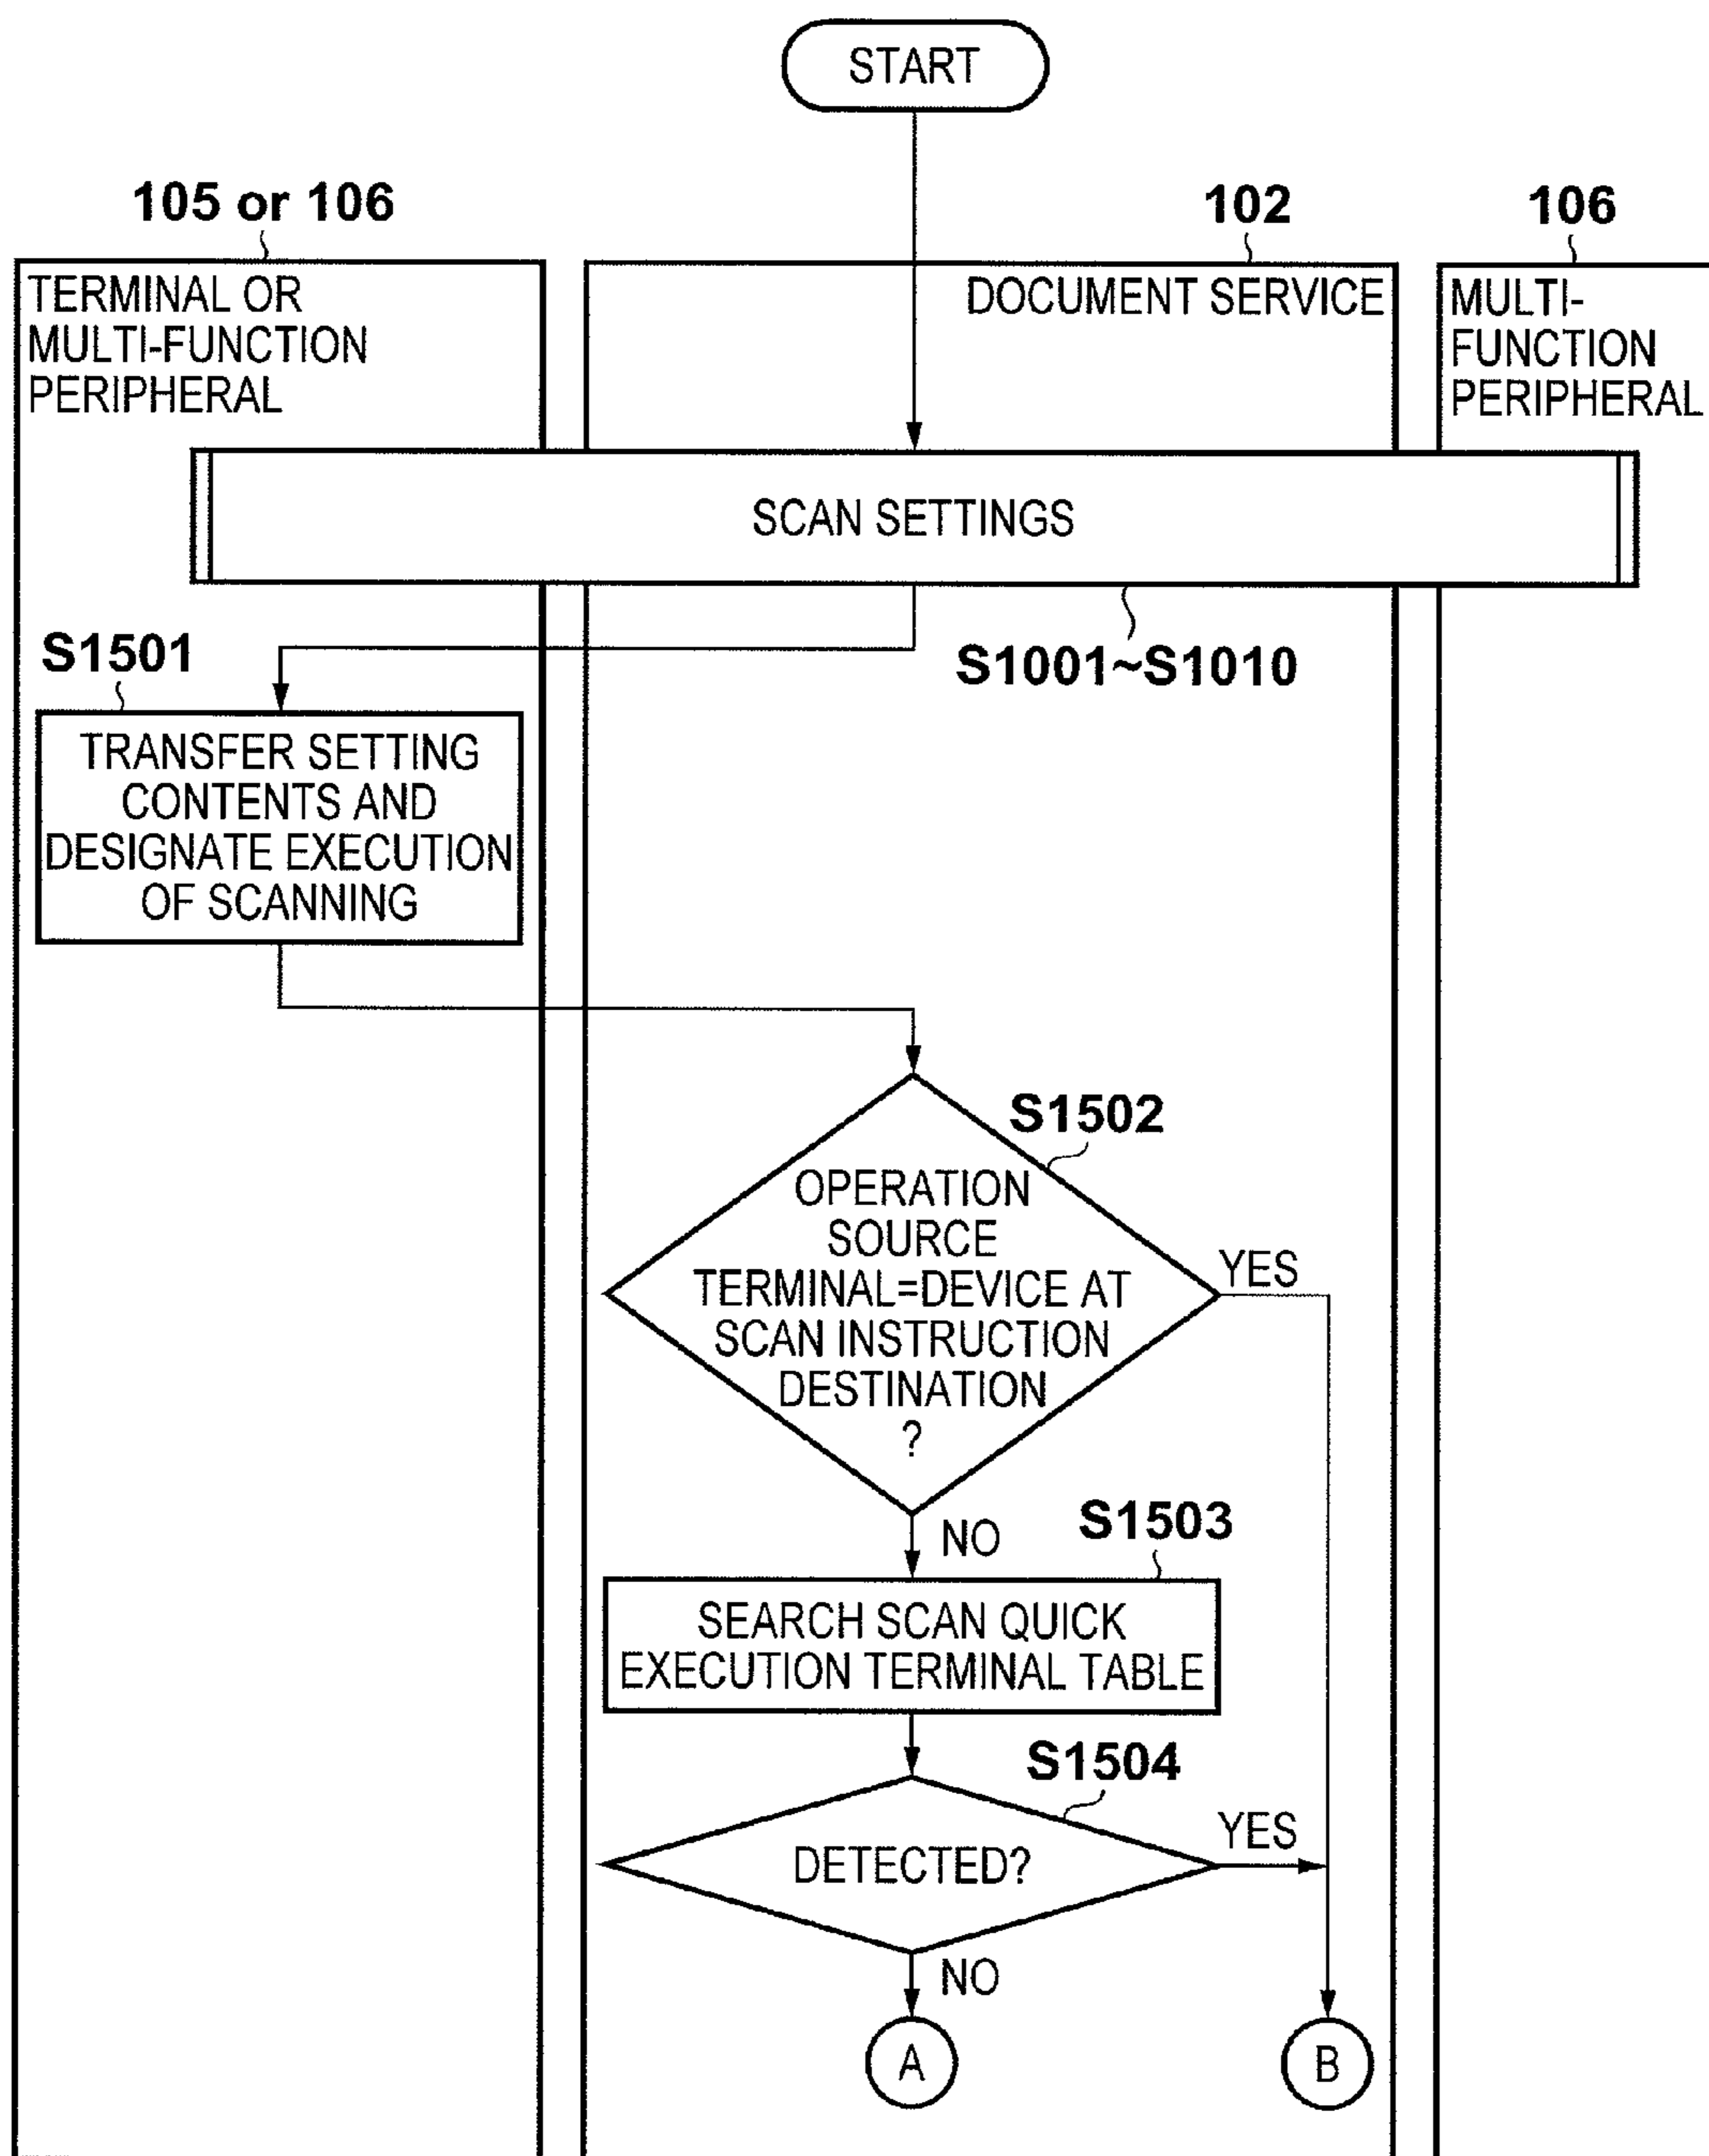 START
105 or 106
102
106
TERMINAL OR
MULTI-FUNCTION
PERIPHERAL
DOCUMENT SERVICE
MULTI-
FUNCTION
PERIPHERAL
SCAN SETTINGS
S1001~S1010
S1501
TRANSFER SETTING
CONTENTS AND
DESIGNATE EXECUTION
OF SCANNING
S1502
OPERATION
SOURCE
TERMINAL=DEVICE AT
SCAN INSTRUCTION
DESTINATION
?
YES
NO
S1503
SEARCH SCAN QUICK
EXECUTION TERMINAL TABLE
S1504
DETECTED?
YES
NO
A
B